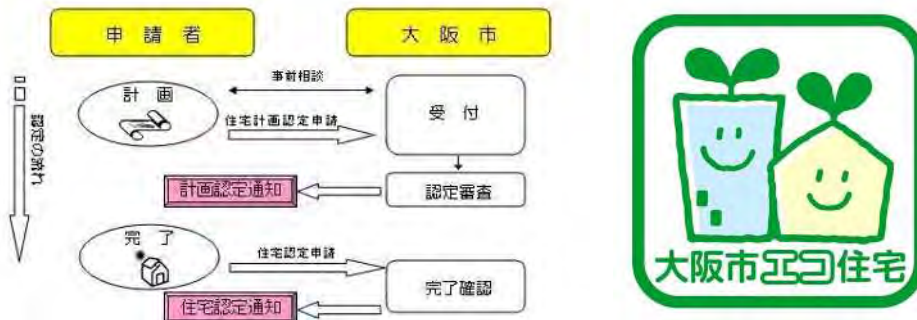 申請者
大阪市
認定の流れ
計画
事前相談
受付
住宅計画認定申請
計画認定通知
認定審査
完了
住宅認定申請
完了確認
住宅認定通知
大阪市エコ住宅